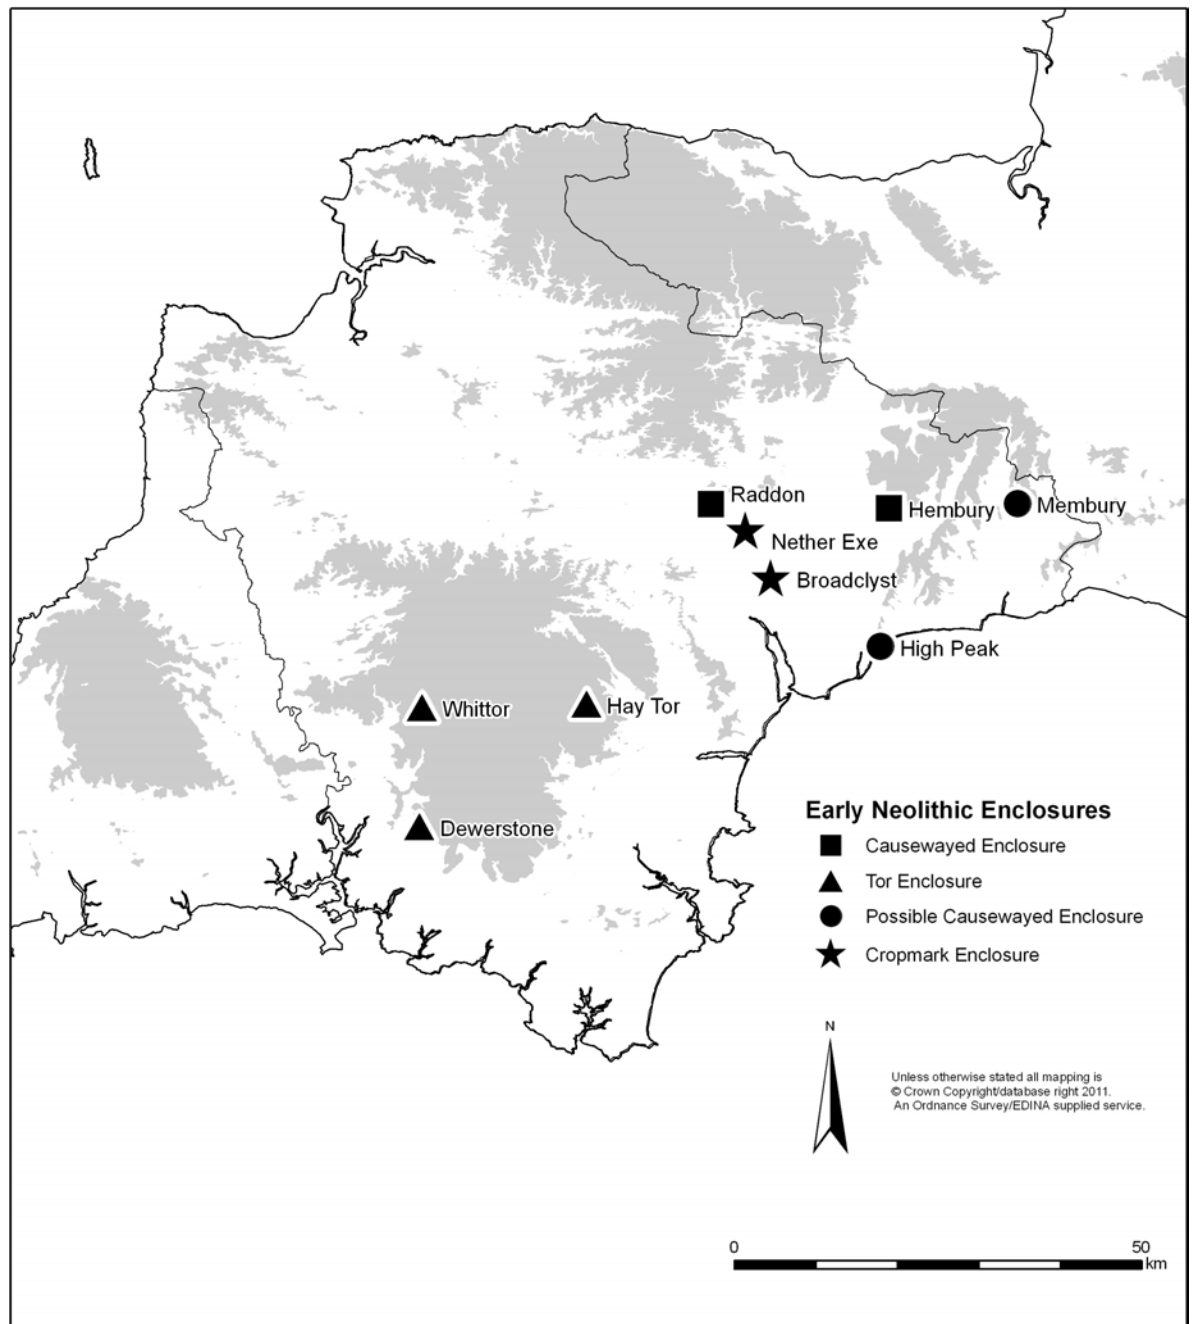 Raddon
Hembury
Membury
Nether Exe
Broadclyst
High Peak
Whittor
Hay Tor
Dewerstone
Early Neolithic Enclosures
Causewayed Enclosure
Tor Enclosure
Possible Causewayed Enclosure
Cropmark Enclosure
N
Unless otherwise stated all mapping is
© Crown Copyright/database right 2011.
An Ordnance Survey/EDINA supplied service.
0 50
km